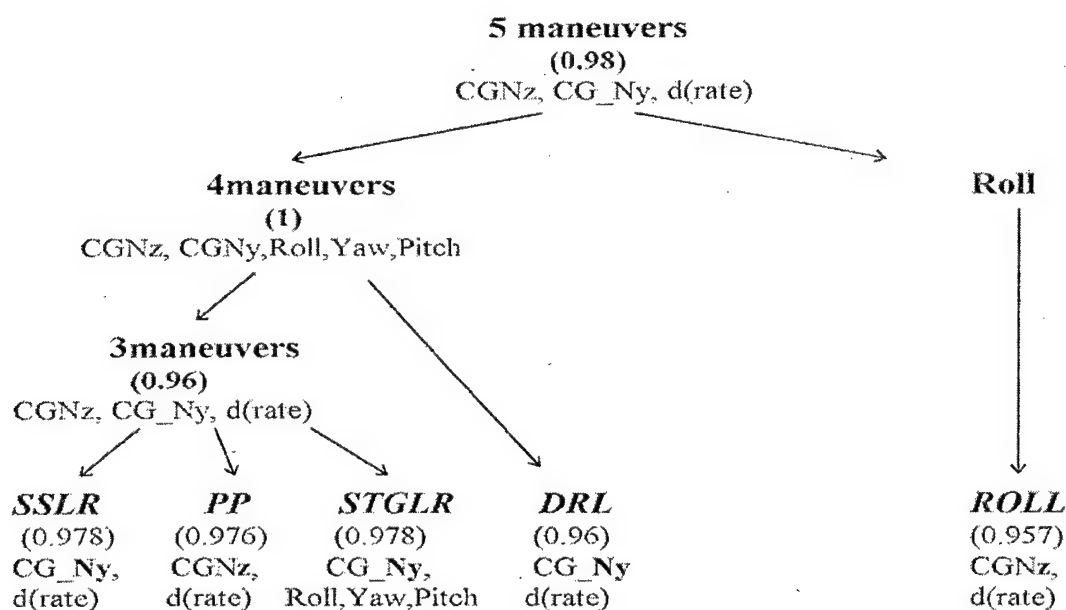 5 maneuvers
(0.98)
CGNz, CG_Ny, d(rate)
4maneuvers
(1)
CGNz, CGNy,Roll,Yaw,Pitch
Roll
3maneuvers
(0.96)
CGNz, CG_Ny, d(rate)
SSLR PP STGLR DRL ROLL
(0.978) (0.976) (0.978) (0.96) (0.957)
CG_Ny, CGNz, CG_Ny, CG_Ny CGNz,
d(rate) d(rate) Roll,Yaw,Pitch d(rate) d(rate)